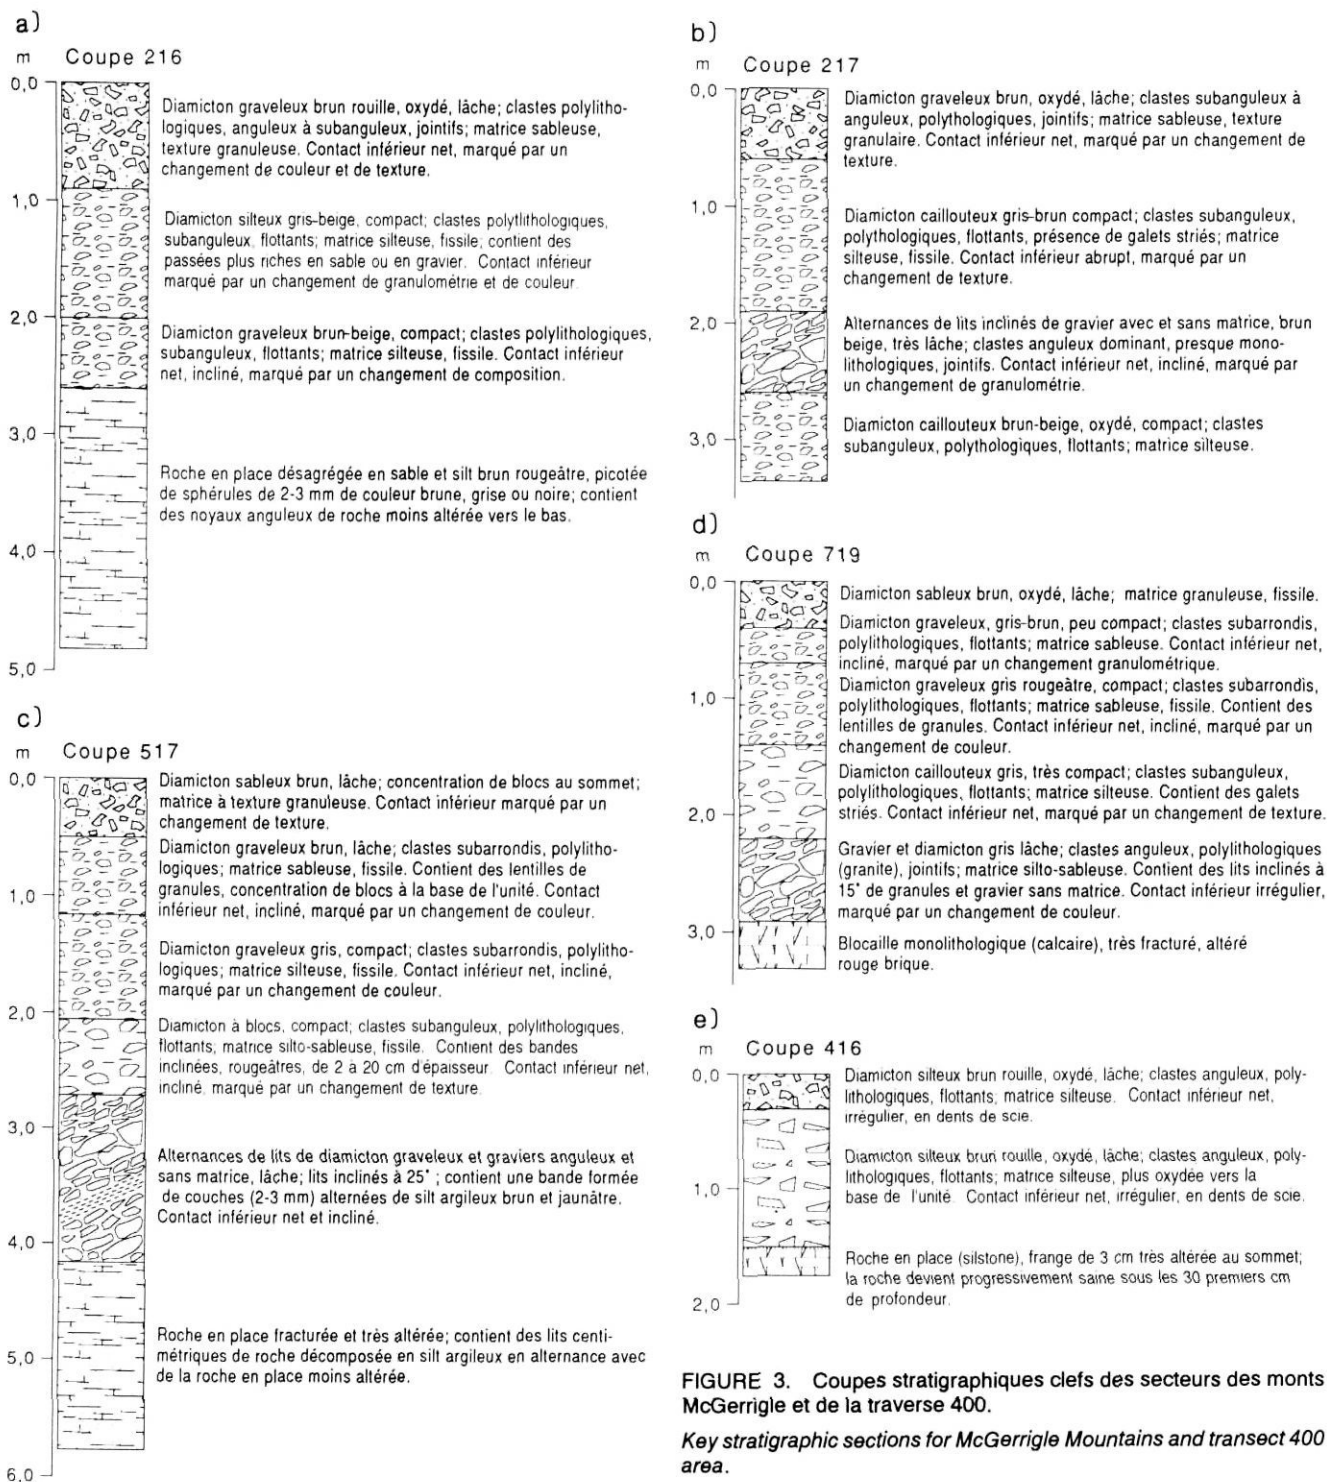 a)
m Coupe 216
0,0
Diamicton graveleux brun rouille, oxydé, lâche; clastes polylitho-
logiques, anguleux à subanguleux, jointifs; matrice sableuse,
texture granuleuse. Contact inférieur net, marqué par un
changement de couleur et de texture.
1,0
Diamicton silteux gris-beige, compact; clastes polytlithologiques,
subanguleux, flottants; matrice silteuse, fissile; contient des
passées plus riches en sable ou en gravier. Contact inférieur
marqué par un changement de granulométrie et de couleur.
2,0
Diamicton graveleux brun-beige, compact; clastes polylithologiques,
subanguleux, flottants; matrice silteuse, fissile. Contact inférieur
net, incliné, marqué par un changement de composition.
3,0
Roche en place désagrégée en sable et silt brun rougeâtre, picotée
de sphérules de 2-3 mm de couleur brune, grise ou noire; contient
des noyaux anguleux de roche moins altérée vers le bas.
4,0
5,0
b)
m Coupe 217
0,0
Diamicton graveleux brun, oxydé, lâche; clastes subanguleux à
anguleux, polythologiques, jointifs; matrice sableuse, texture
granulaire. Contact inférieur net, marqué par un changement de
texture.
1,0
Diamicton caillouteux gris-brun compact; clastes subanguleux,
polythologiques, flottants, présence de galets striés; matrice
silteuse, fissile. Contact inférieur abrupt, marqué par un
changement de texture.
2,0
Alternances de lits inclinés de gravier avec et sans matrice, brun
beige, très lâche; clastes anguleux dominant, presque mono-
lithologiques, jointifs. Contact inférieur net, incliné, marqué par
un changement de granulométrie.
3,0
Diamicton caillouteux brun-beige, oxydé, compact; clastes
subanguleux, polythologiques, flottants; matrice silteuse.
c)
m Coupe 517
0,0
Diamicton sableux brun, lâche; concentration de blocs au sommet;
matrice à texture granuleuse. Contact inférieur marqué par un
changement de texture.
Diamicton graveleux brun, lâche; clastes subarrondis, polylitho-
logiques; matrice sableuse, fissile. Contient des lentilles de
granules, concentration de blocs à la base de l'unité. Contact
inférieur net, incliné, marqué par un changement de couleur.
1,0
Diamicton graveleux gris, compact; clastes subarrondis, polylitho-
logiques; matrice silteuse, fissile. Contact inférieur net, incliné,
marqué par un changement de couleur.
2,0
Diamicton à blocs, compact; clastes subanguleux, polylithologiques,
flottants; matrice silto-sableuse, fissile. Contient des bandes
inclinées, rougeâtres, de 2 à 20 cm d'épaisseur. Contact inférieur net,
incliné, marqué par un changement de texture.
3,0
Alternances de lits de diamicton graveleux et graviers anguleux et
sans matrice, lâche; lits inclinés à 25° ; contient une bande formée
de couches (2-3 mm) alternées de silt argileux brun et jaunâtre.
Contact inférieur net et incliné.
4,0
Roche en place fracturée et très altérée; contient des lits centi-
métriques de roche décomposée en silt argileux en alternance avec
de la roche en place moins altérée.
5,0
6,0
d)
m Coupe 719
0,0
Diamicton sableux brun, oxydé, lâche; matrice granuleuse, fissile.
Diamicton graveleux, gris-brun, peu compact; clastes subarrondis,
polylithologiques, flottants; matrice sableuse. Contact inférieur net,
incliné, marqué par un changement granulométrique.
Diamicton graveleux gris rougeâtre, compact; clastes subarrondis,
polylithologiques, flottants; matrice sableuse, fissile. Contient des
lentilles de granules. Contact inférieur net, incliné, marqué par un
changement de couleur.
1,0
Diamicton caillouteux gris, très compact; clastes subanguleux,
polylithologiques, flottants; matrice silteuse. Contient des galets
striés. Contact inférieur net, marqué par un changement de texture.
2,0
Gravier et diamicton gris lâche; clastes anguleux, polylithologiques
(granite), jointifs; matrice silto-sableuse. Contient des lits inclinés à
15° de granules et gravier sans matrice. Contact inférieur irrégulier,
marqué par un changement de couleur.
3,0
Blocaille monolithologique (calcaire), très fracturé, altéré
rouge brique.
e)
m Coupe 416
0,0
Diamicton silteux brun rouille, oxydé, lâche; clastes anguleux, poly-
lithologiques, flottants; matrice silteuse. Contact inférieur net,
irrégulier, en dents de scie.
Diamicton silteux brun rouille, oxydé, lâche; clastes anguleux, poly-
lithologiques, flottants; matrice silteuse, plus oxydée vers la
base de l'unité. Contact inférieur net, irrégulier, en dents de scie.
1,0
Roche en place (silstone), frange de 3 cm très altérée au sommet;
la roche devient progressivement saine sous les 30 premiers cm
de profondeur.
2,0
FIGURE 3. Coupes stratigraphiques clefs des secteurs des monts
McGerrigle et de la traverse 400.
Key stratigraphic sections for McGerrigle Mountains and transect 400
area.